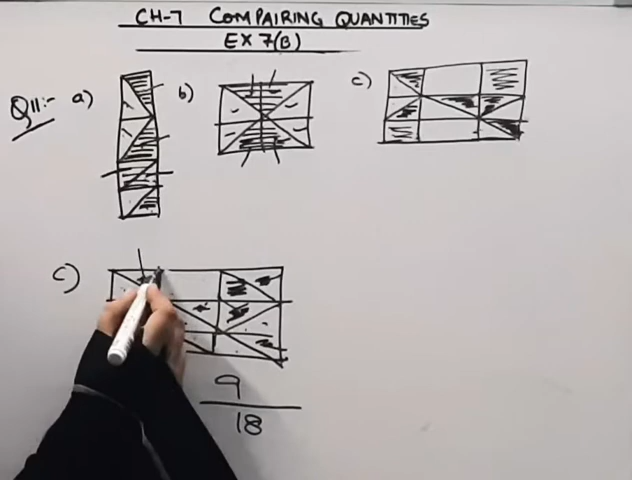 CH-7 COMPAIRING QUANTITIES
EX 7(B)
Q11:- a) b) c)
c)
9
18